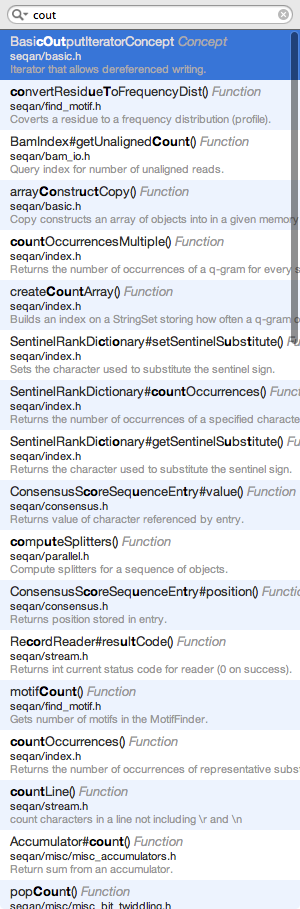 cout
BasicOutputIteratorConcept Concept
seqan/basic.h
Iterator that allows dereferenced writing.
convertResidueToFrequencyDist() Function
seqan/find_motif.h
Coverts a residue to a frequency distribution (profile).
BamIndex#getUnalignedCount() Function
seqan/bam_io.h
Query index for number of unaligned reads.
arrayConstructCopy() Function
seqan/basic.h
Copy constructs an array of objects into in a given memory
countOccurrencesMultiple() Function
seqan/index.h
Returns the number of occurences of a q-gram for every s
createCountArray() Function
seqan/index.h
Builds an index on a StringSet storing how often a q-gram o
SentinelRankDictionary#setSentinelSubstitute() Fu
seqan/index.h
Sets the character used to substitute the sentinel sign.
SentinelRankDictionary#countOccurrences() Function
seqan/index.h
Returns the number of occurrences of a specified characte
SentinelRankDictionary#getSentinelSubstitute() Fu
seqan/index.h
Returns the character used to substitute the sentinel sign.
ConsensusScoreSequenceEntry#value() Function
seqan/consensus.h
Returns value of character referenced by entry.
computeSplitters() Function
seqan/parallel.h
Compute splitters for a sequence of objects.
ConsensusScoreSequenceEntry#position() Function
seqan/consensus.h
Returns position stored in entry.
RecordReader#resultCode() Function
seqan/stream.h
Returns int current status code for reader (0 on success).
motifCount() Function
seqan/find_motif.h
Gets number of motifs in the MotifFinder.
countOccurrences() Function
seqan/index.h
Returns the number of occurrences of representative subst
countLine() Function
seqan/stream.h
count characters in a line not including \r and \n
Accumulator#count() Function
seqan/misc/misc_accumulators.h
Return sum from an accumulator.
popCount() Function
seqan/misc/misc_bit_twiddling.h